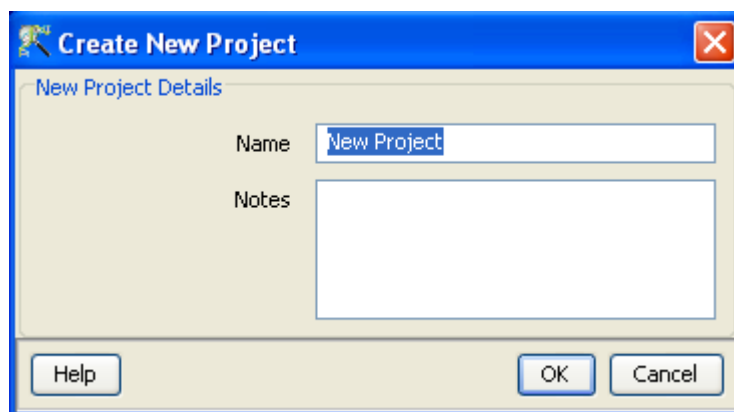 Create New Project
New Project Details
Name New Project
Notes
Help OK Cancel